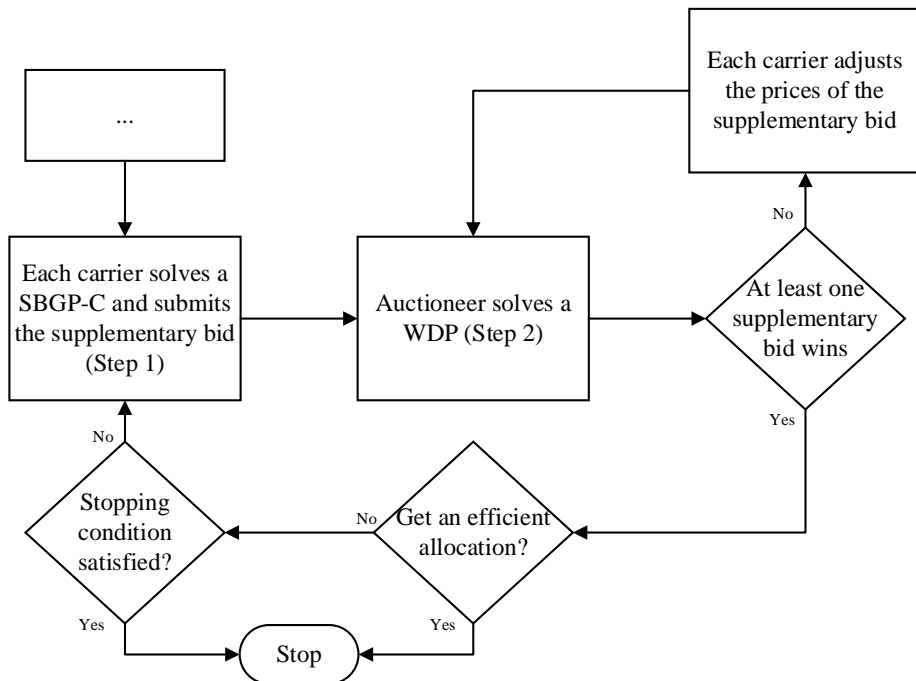 ...
Each carrier adjusts
the prices of the
supplementary bid
No
Each carrier solves a
SBGP-C and submits
the supplementary bid
(Step 1)
Auctioneer solves a
WDP (Step 2)
At least one
supplementary
bid wins
Yes
No
Stopping
condition
satisfied?
No
Get an efficient
allocation?
Yes
Yes
Stop